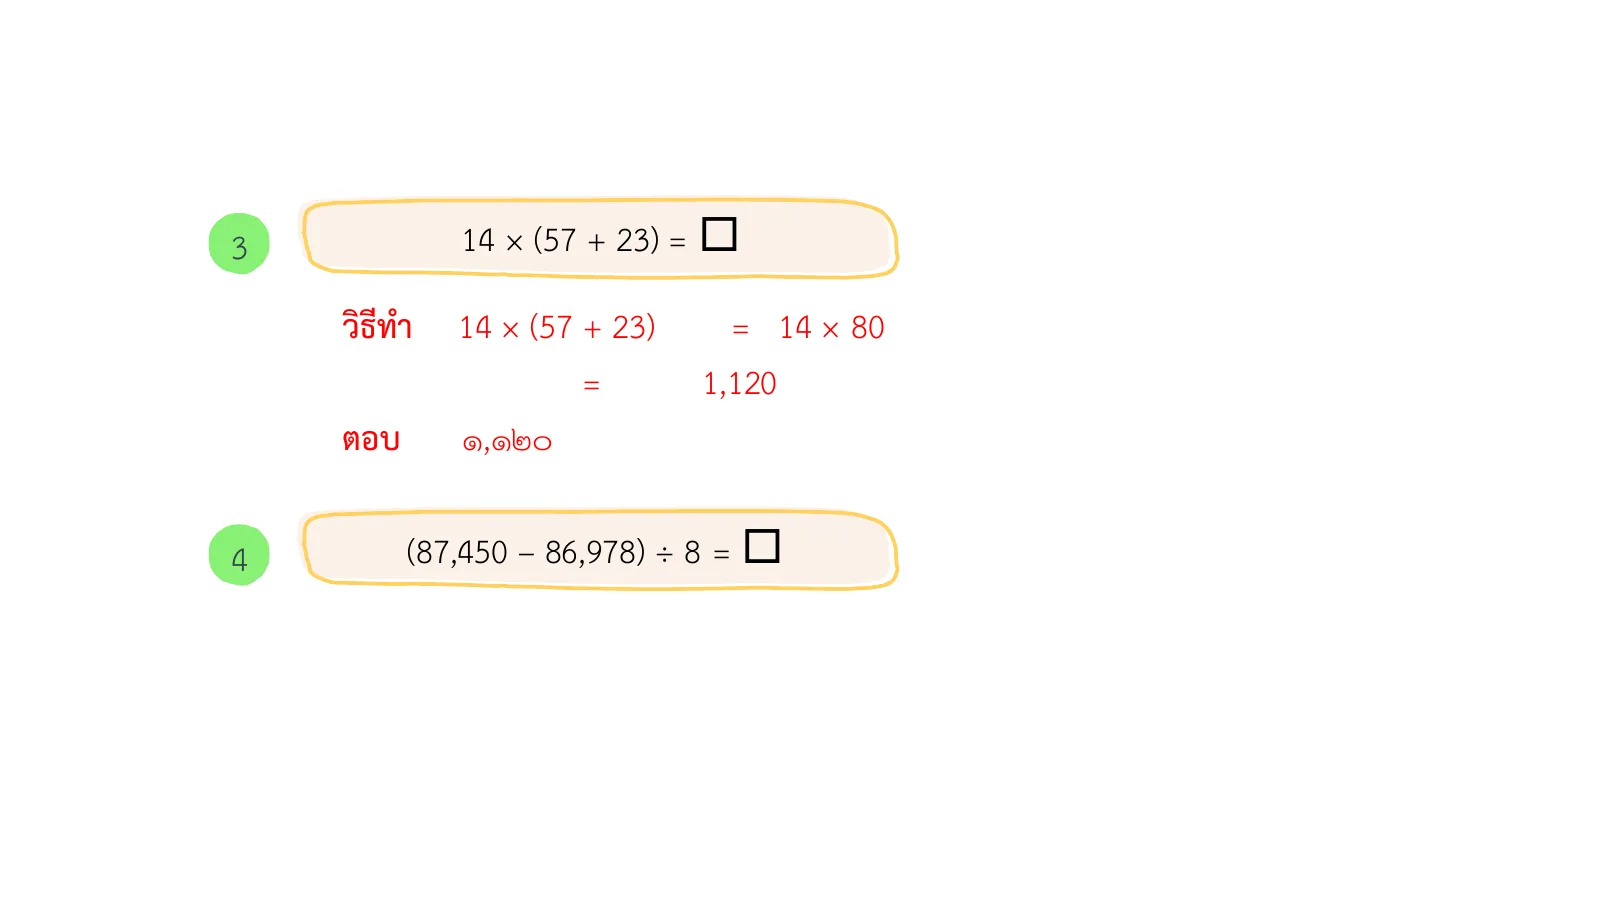 3
14 × (57 + 23) = □
วิธีทำ 14 × (57 + 23) = 14 × 80
= 1,120
ตอบ ๑,๑๒๐
4
(87,450 – 86,978) ÷ 8 = □